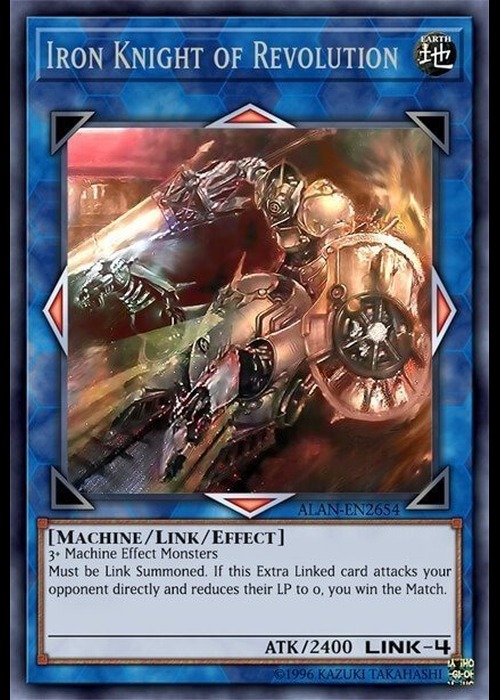 IRON KNIGHT OF REVOLUTION
EARTH
地
ALAN-EN2654
[MACHINE/LINK/EFFECT]
3+ Machine Effect Monsters
Must be Link Summoned. If this Extra Linked card attacks your
opponent directly and reduces their LP to 0, you win the Match.
ATK/2400 LINK-4
©1996 KAZUKI TAKAHASHI